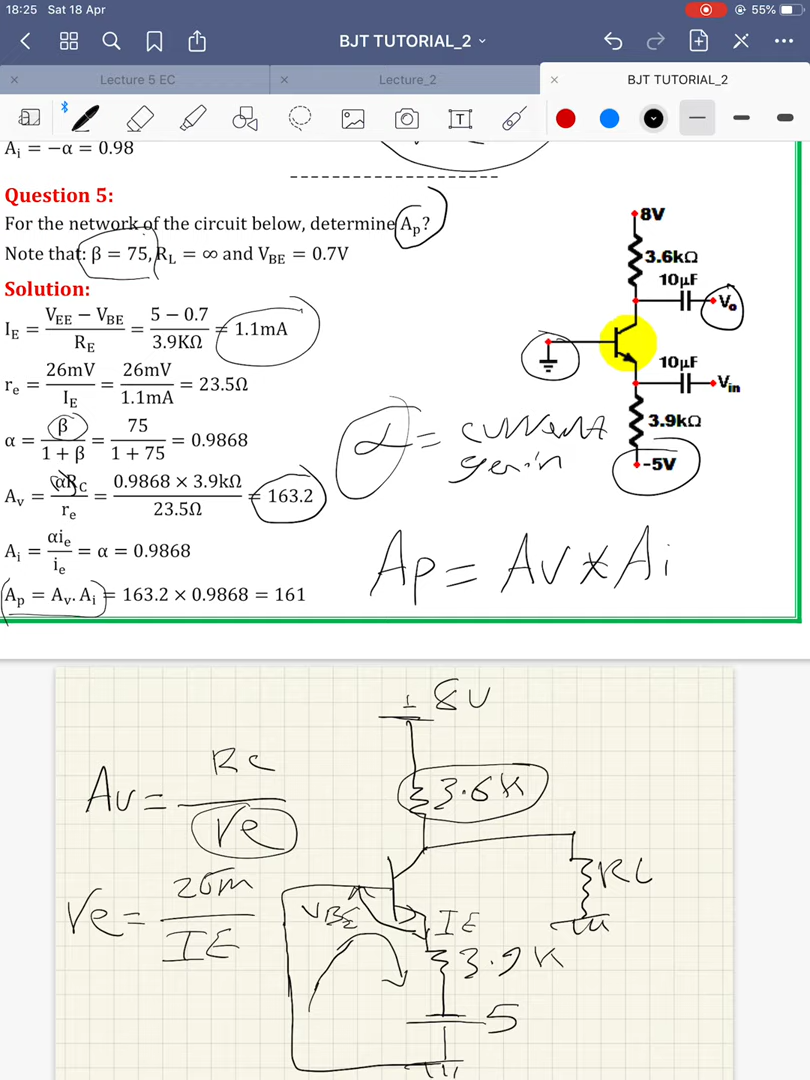 18:25 Sat 18 Apr
55%
BJT TUTORIAL_2
Lecture 5 EC
Lecture_2
BJT TUTORIAL_2
Aᵢ = −α = 0.98
Question 5:
For the network of the circuit below, determine Aₚ?
Note that: β = 75, R_L = ∞ and V_BE = 0.7V
Solution:
I_E = (V_EE − V_BE)/R_E = (5 − 0.7)/3.9KΩ = 1.1mA
r_e = 26mV/I_E = 26mV/1.1mA = 23.5Ω
α = β/(1 + β) = 75/(1 + 75) = 0.9868
A_v = αR_C/r_e = (0.9868 × 3.9kΩ)/23.5Ω = 163.2
Aᵢ = αi_e/i_e = α = 0.9868
Aₚ = A_v. Aᵢ = 163.2 × 0.9868 = 161
8V
3.6kΩ
10μF
V_o
10μF
V_in
3.9kΩ
-5V
α = current
gain
Ap = Av * Ai
8V
3.6K
RL
VBE
IE
3.9K
5
Av = RC/re
re = 26m/IE